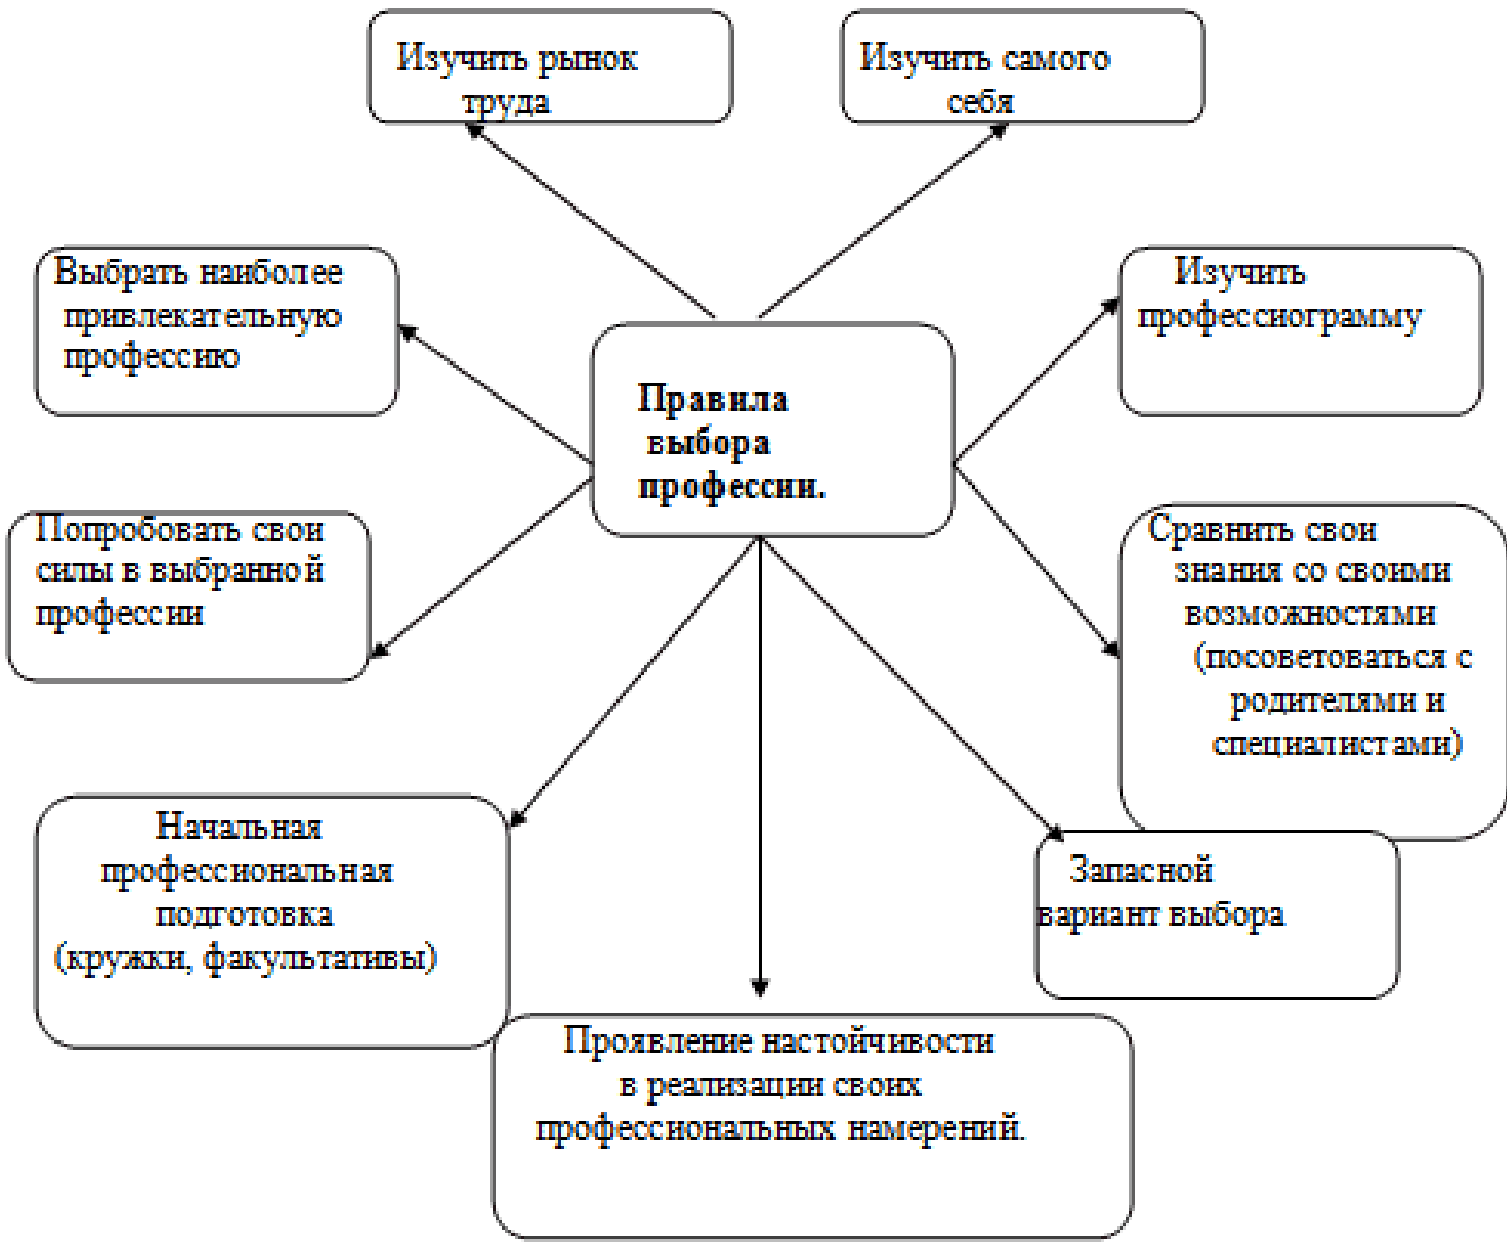 Изучить рынок
труда
Изучить самого
себя
Выбрать наиболее
привлекательную
профессию
Изучить
профессиограмму
Правила
выбора
профессии.
Попробовать свои
силы в выбранной
профессии
Сравнить свои
знания со своими
возможностями
(посоветоваться с
родителями и
специалистами)
Начальная
профессиональная
подготовка
(кружки, факультативы)
Запасной
вариант выбора
Проявление настойчивости
в реализации своих
профессиональных намерений.